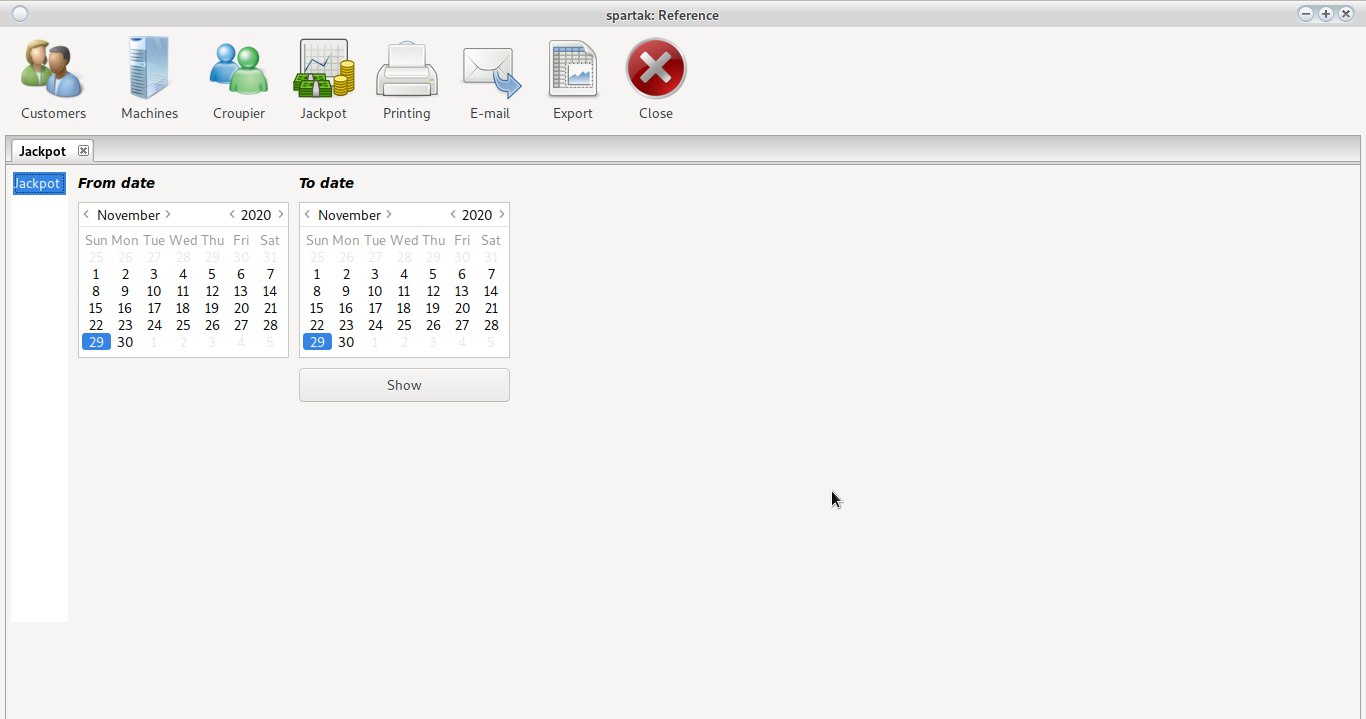 spartak: Reference
Customers Machines Croupier Jackpot Printing E-mail Export Close
Jackpot
Jackpot
From date To date
November 2020 November 2020
Sun Mon Tue Wed Thu Fri Sat Sun Mon Tue Wed Thu Fri Sat
25 26 27 28 29 30 31 25 26 27 28 29 30 31
1 2 3 4 5 6 7 1 2 3 4 5 6 7
8 9 10 11 12 13 14 8 9 10 11 12 13 14
15 16 17 18 19 20 21 15 16 17 18 19 20 21
22 23 24 25 26 27 28 22 23 24 25 26 27 28
29 30 1 2 3 4 5 29 30 1 2 3 4 5
Show